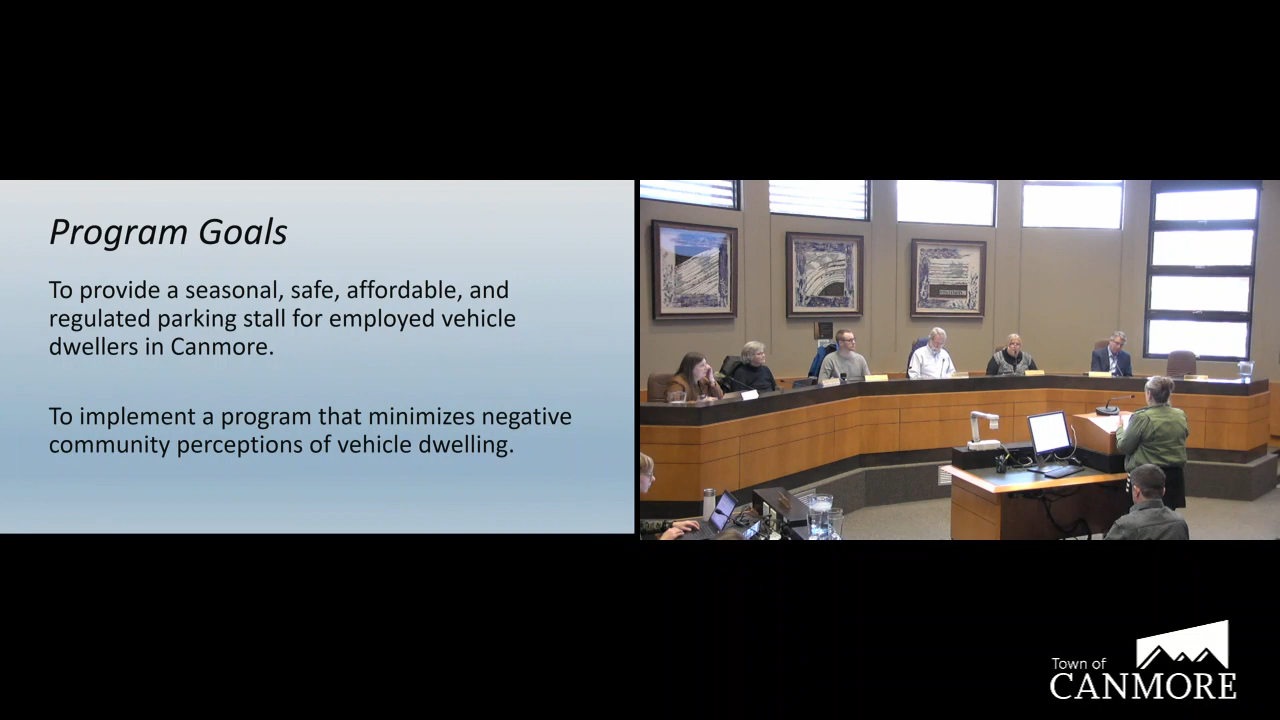 Program Goals
To provide a seasonal, safe, affordable, and
regulated parking stall for employed vehicle
dwellers in Canmore.
To implement a program that minimizes negative
community perceptions of vehicle dwelling.
Town of
CANMORE